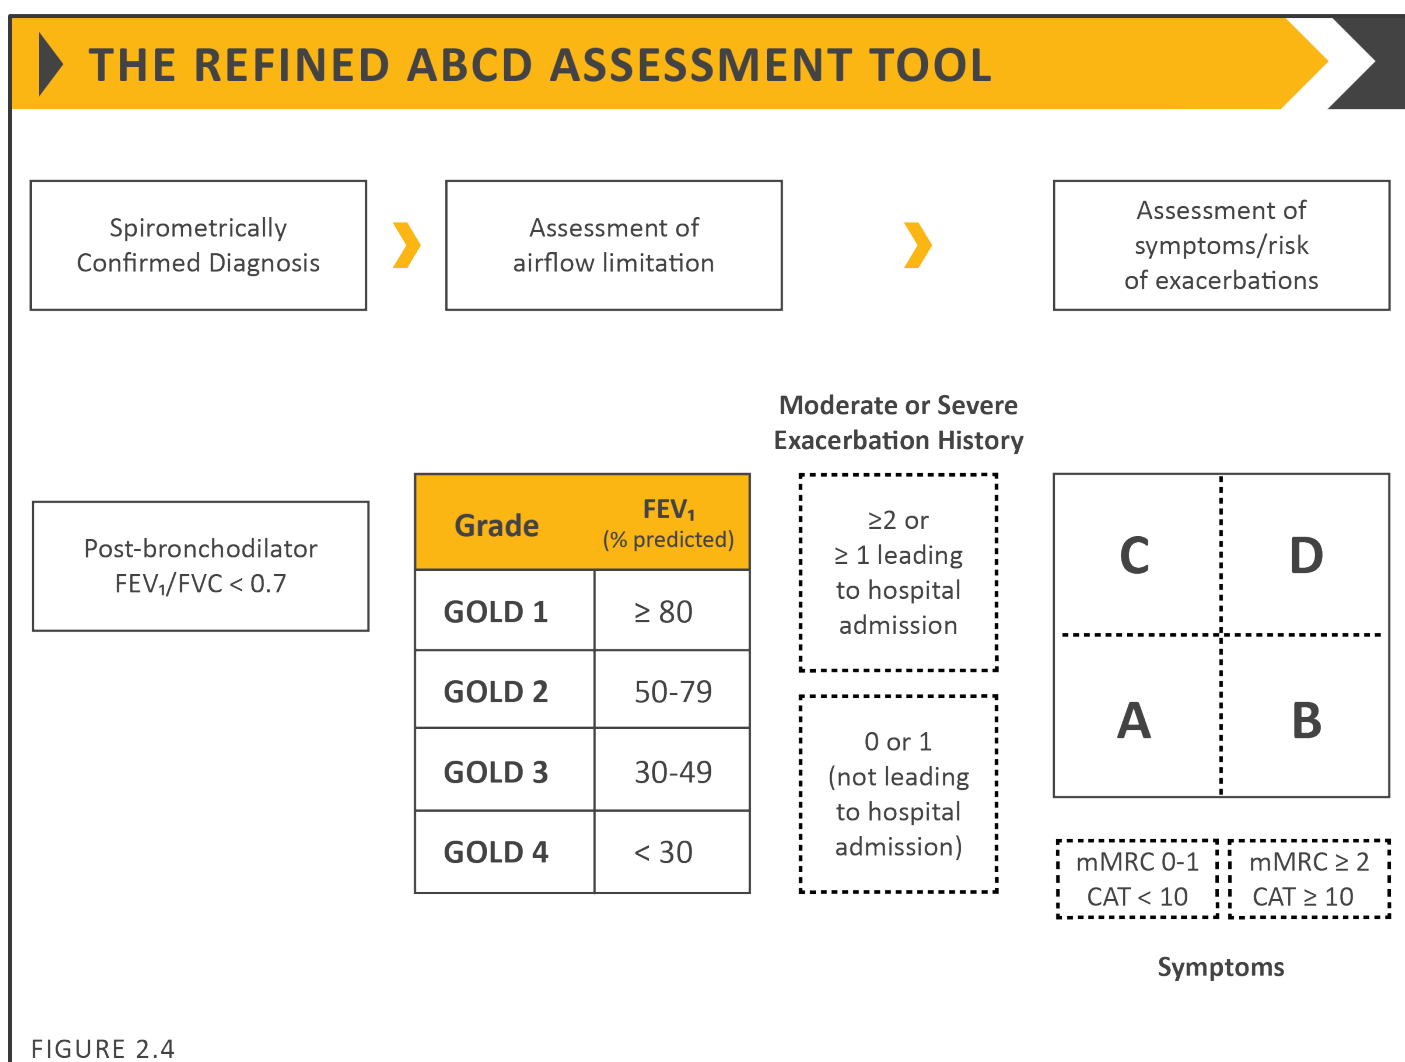 THE REFINED ABCD ASSESSMENT TOOL
Spirometrically
Confirmed Diagnosis
Assessment of
airflow limitation
Assessment of
symptoms/risk
of exacerbations
Post-bronchodilator
FEV₁/FVC < 0.7
Grade
FEV₁
(% predicted)
GOLD 1
≥ 80
GOLD 2
50-79
GOLD 3
30-49
GOLD 4
< 30
Moderate or Severe
Exacerbation History
≥2 or
≥ 1 leading
to hospital
admission
0 or 1
(not leading
to hospital
admission)
C
D
A
B
mMRC 0-1
CAT < 10
mMRC ≥ 2
CAT ≥ 10
Symptoms
FIGURE 2.4